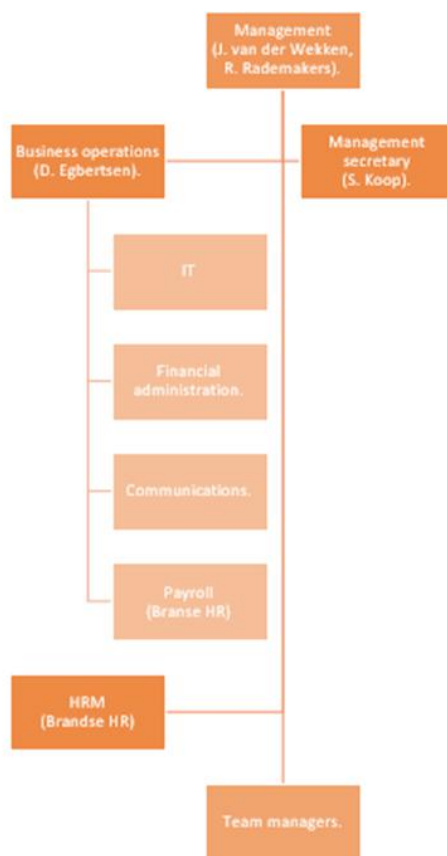 Management
(J. van der Wekken,
R. Rademakers).
Business operations
(D. Egbertsen).
Management
secretary
(S. Koop).
IT
Financial
administration.
Communications.
Payroll
(Branse HR)
HRM
(Brandse HR)
Team managers.